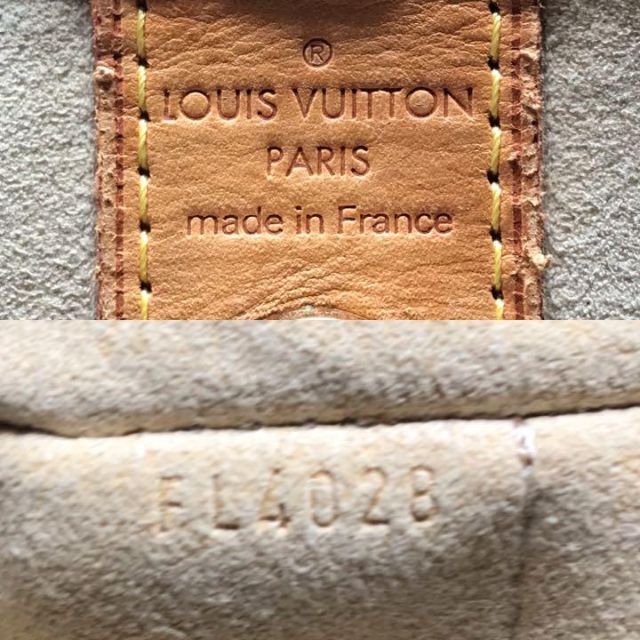 ®
LOUIS VUITTON
PARIS
made in France
FL4028